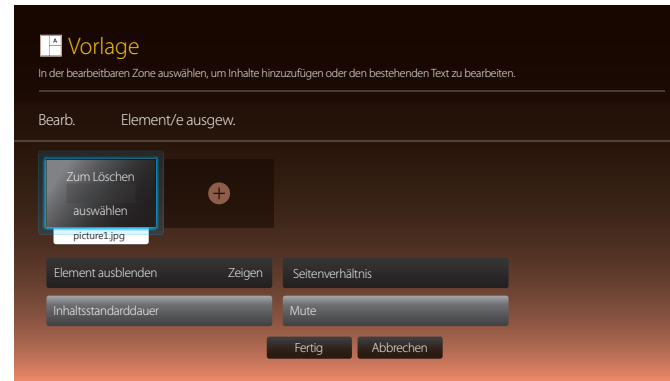 A
Vorlage
In der bearbeitbaren Zone auswählen, um Inhalte hinzuzufügen oder den bestehenden Text zu bearbeiten.
Bearb. Element/e ausgew.
Zum Löschen
auswählen
picture1.jpg
Element ausblenden Zeigen Seitenverhältnis
Inhaltsstandarddauer Mute
Fertig Abbrechen